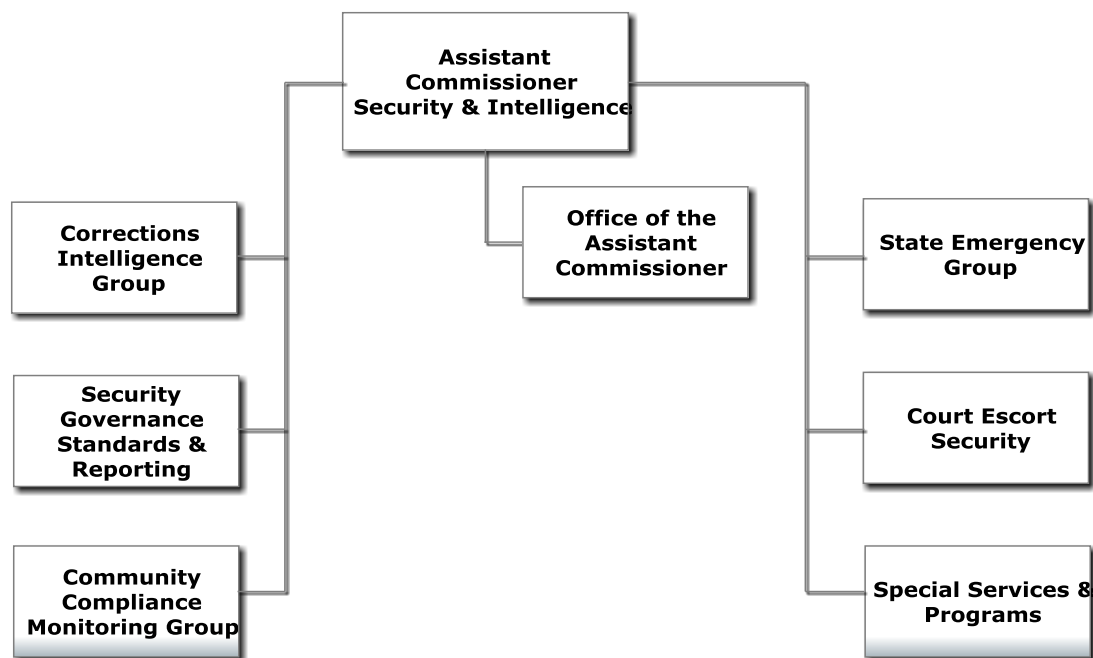 Assistant
Commissioner
Security & Intelligence
Office of the
Assistant
Commissioner
Corrections
Intelligence
Group
Security
Governance
Standards &
Reporting
Community
Compliance
Monitoring Group
State Emergency
Group
Court Escort
Security
Special Services &
Programs